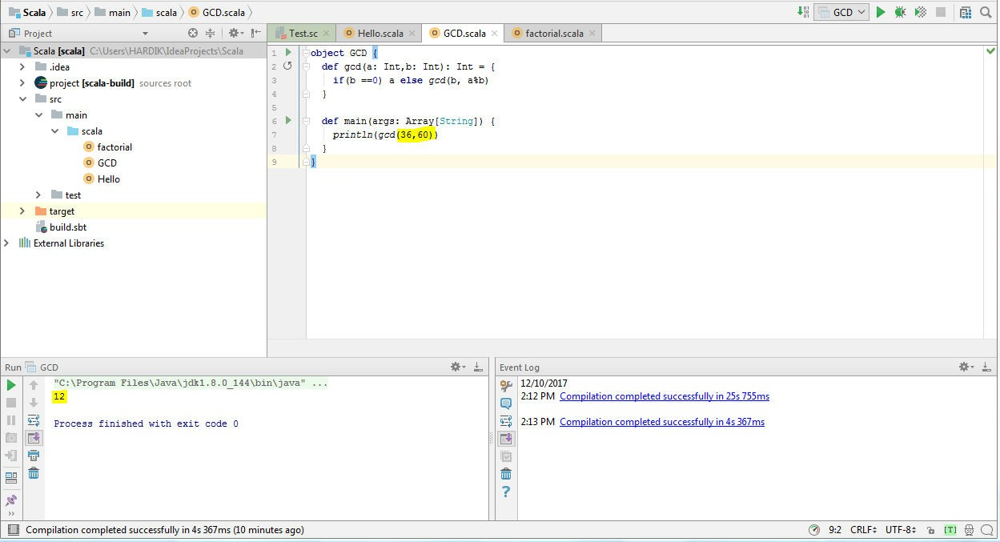 Scala src main scala GCD.scala GCD
Project
Test.sc Hello.scala GCD.scala factorial.scala
Scala [scala] C:\Users\HARDIK\IdeaProjects\Scala
.idea
project [scala-build] sources root
src
main
scala
factorial
GCD
Hello
test
target
build.sbt
External Libraries
1 object GCD {
2 def gcd(a: Int,b: Int): Int = {
3 if(b ==0) a else gcd(b, a%b)
4 }
5
6 def main(args: Array[String]) {
7 println(gcd(36,60))
8 }
9 }
Run GCD
"C:\Program Files\Java\jdk1.8.0_144\bin\java" ...
12
Process finished with exit code 0
Event Log
12/10/2017
2:12 PM Compilation completed successfully in 25s 755ms
2:13 PM Compilation completed successfully in 4s 367ms
Compilation completed successfully in 4s 367ms (10 minutes ago) 9:2 CRLF UTF-8 [T]